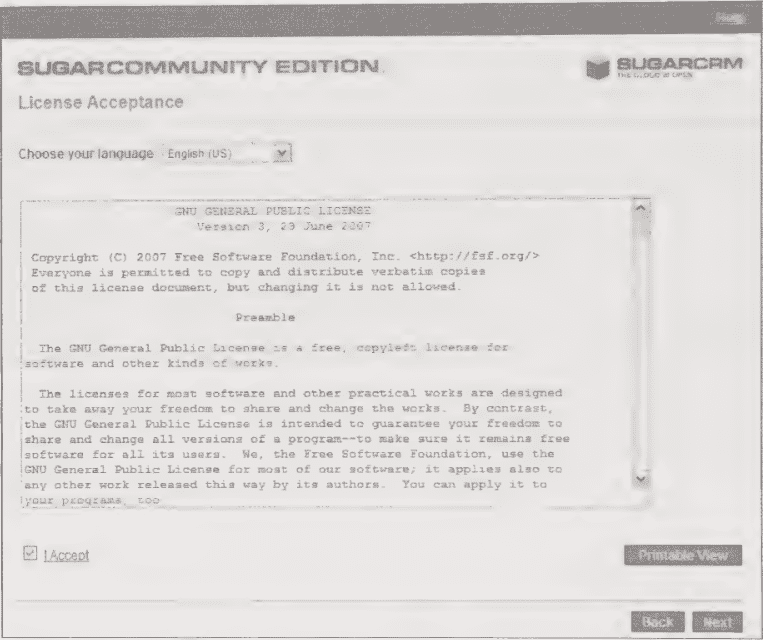 Help
SUGARCOMMUNITY EDITION
SUGARCRM
THE CLOUD IS OPEN
License Acceptance
Choose your language English (US)
GNU GENERAL PUBLIC LICENSE
Version 3, 29 June 2007
Copyright (C) 2007 Free Software Foundation, Inc. <http://fsf.org/>
Everyone is permitted to copy and distribute verbatim copies
of this license document, but changing it is not allowed.
Preamble
The GNU General Public License is a free, copyleft license for
software and other kinds of works.
The licenses for most software and other practical works are designed
to take away your freedom to share and change the works. By contrast,
the GNU General Public License is intended to guarantee your freedom to
share and change all versions of a program--to make sure it remains free
software for all its users. We, the Free Software Foundation, use the
GNU General Public License for most of our software; it applies also to
any other work released this way by its authors. You can apply it to
your programs, too
I Accept
Printable View
Back
Next